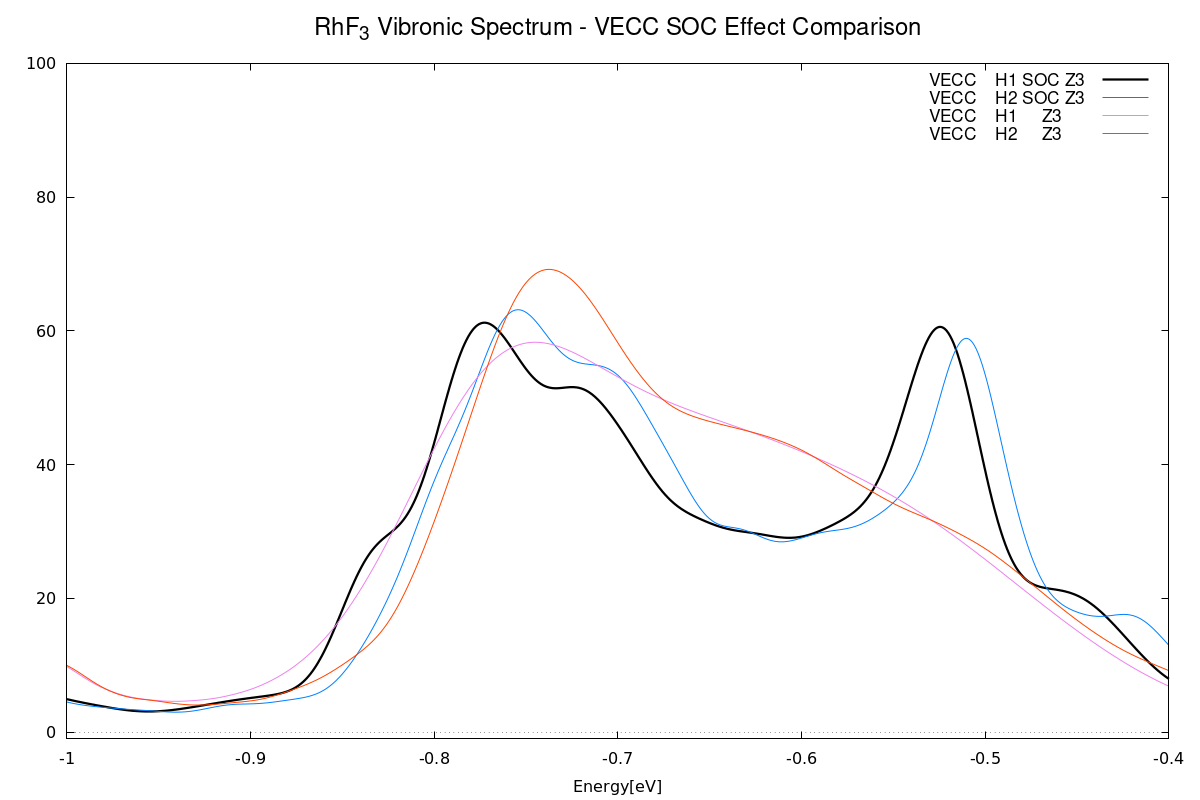 RhF3 Vibronic Spectrum - VECC SOC Effect Comparison
100
80
60
40
20
0
VECC H1 SOC Z3
VECC H2 SOC Z3
VECC H1 Z3
VECC H2 Z3
-1 -0.9 -0.8 -0.7 -0.6 -0.5 -0.4
Energy[eV]